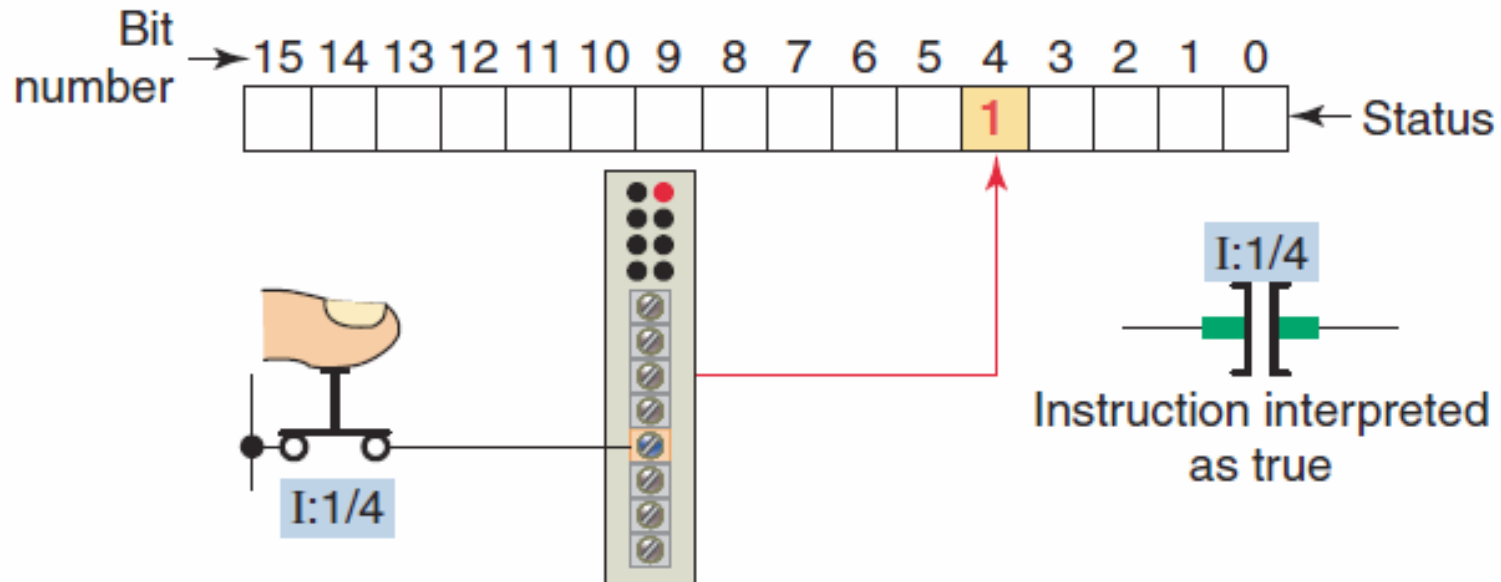 Bit
number
15 14 13 12 11 10 9 8 7 6 5 4 3 2 1 0
1
Status
I:1/4
I:1/4
Instruction interpreted
as true